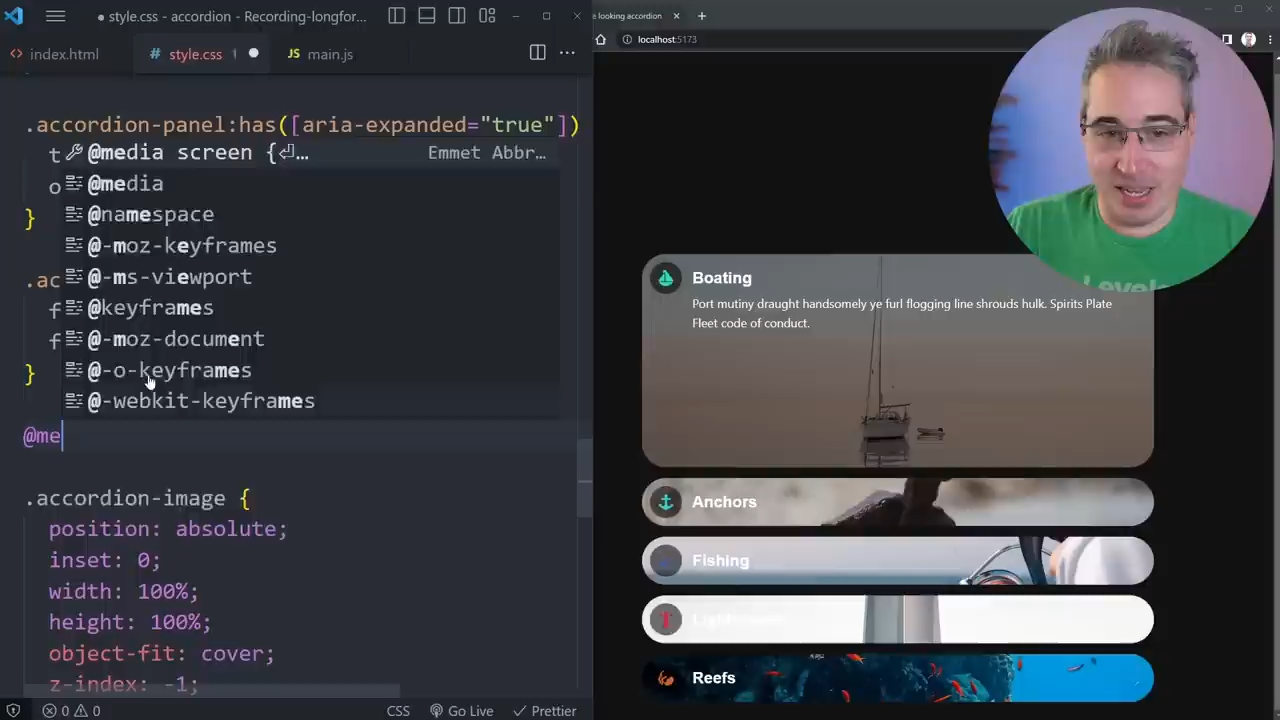 style.css - accordion - Recording-longfor...
e looking accordion
index.html
style.css
JS main.js
localhost:5173
.accordion-panel:has([aria-expanded="true"])
t
@media screen {⏎...
Emmet Abbr...
o
@media
}
@namespace
@-moz-keyframes
.ac
@-ms-viewport
f
@keyframes
f
@-moz-document
}
@-o-keyframes
@-webkit-keyframes
@me
.accordion-image {
position: absolute;
inset: 0;
width: 100%;
height: 100%;
object-fit: cover;
z-index: -1;
0
0
CSS
Go Live
Prettier
Boating
Port mutiny draught handsomely ye furl flogging line shrouds hulk. Spirits Plate
Fleet code of conduct.
Anchors
Fishing
Reefs